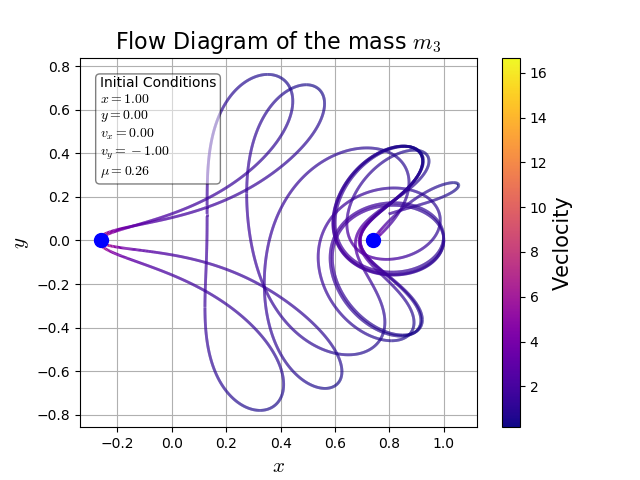 Flow Diagram of the mass m₃
Initial Conditions
x = 1.00
y = 0.00
vₓ = 0.00
v_y = −1.00
μ = 0.26
0.8
0.6
0.4
0.2
0.0
−0.2
−0.4
−0.6
−0.8
y
−0.2 0.0 0.2 0.4 0.6 0.8 1.0
x
16
14
12
10
8
6
4
2
Veclocity